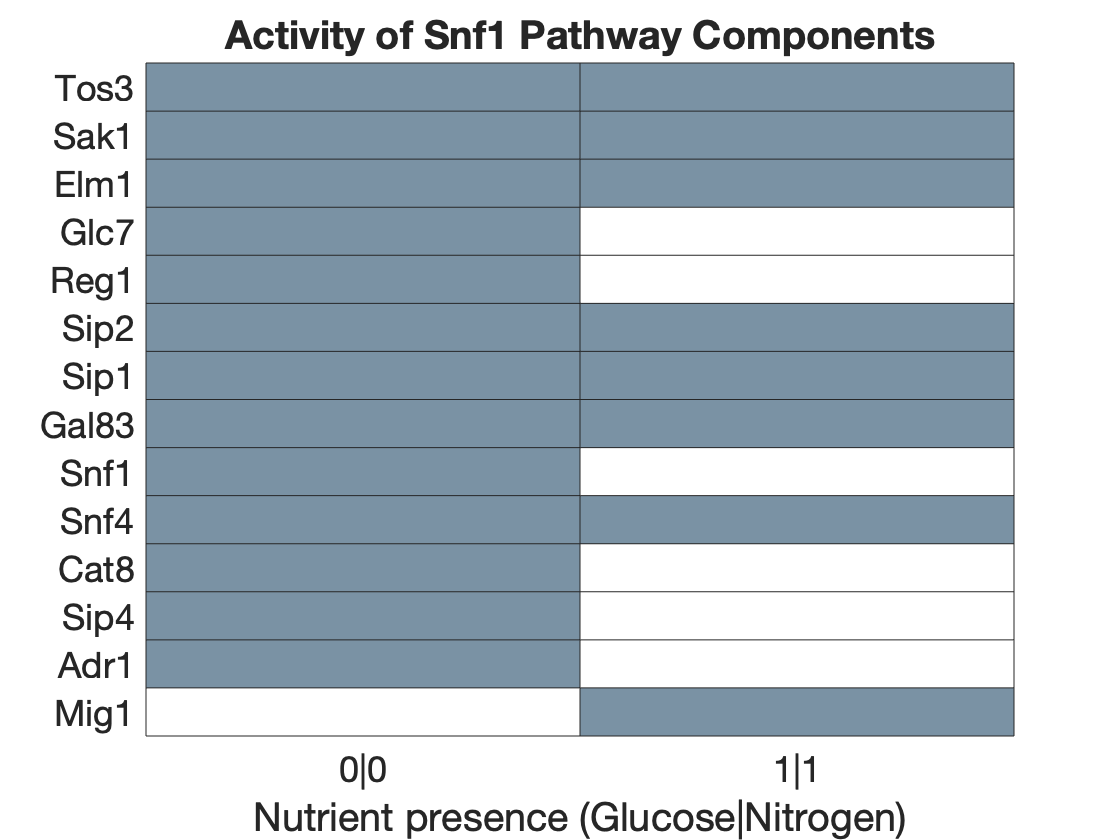 Activity of Snf1 Pathway Components
Tos3
Sak1
Elm1
Glc7
Reg1
Sip2
Sip1
Gal83
Snf1
Snf4
Cat8
Sip4
Adr1
Mig1
0|0 1|1
Nutrient presence (Glucose|Nitrogen)